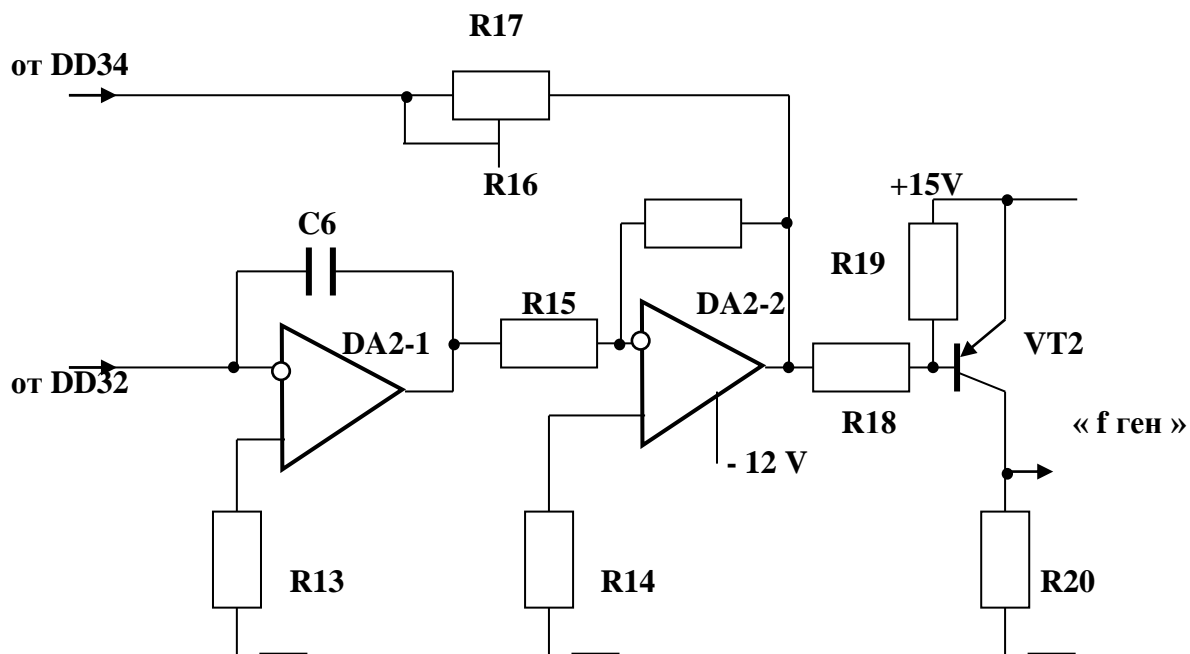 R17
от DD34
R16
+15V
C6
R19
R15
DA2-2
DA2-1
VT2
от DD32
R18
« f ген »
- 12 V
R13
R14
R20